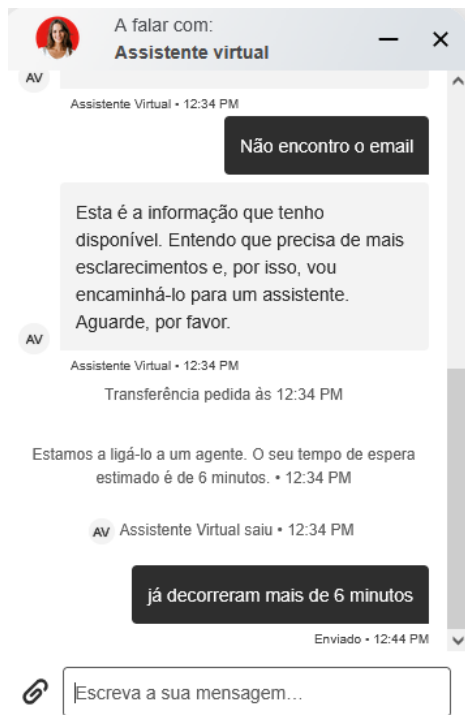 A falar com:
Assistente virtual
AV
Assistente Virtual • 12:34 PM
Não encontro o email
Esta é a informação que tenho
disponível. Entendo que precisa de mais
esclarecimentos e, por isso, vou
encaminhá-lo para um assistente.
Aguarde, por favor.
AV
Assistente Virtual • 12:34 PM
Transferência pedida às 12:34 PM
Estamos a ligá-lo a um agente. O seu tempo de espera
estimado é de 6 minutos. • 12:34 PM
AV Assistente Virtual saiu • 12:34 PM
já decorreram mais de 6 minutos
Enviado • 12:44 PM
Escreva a sua mensagem...